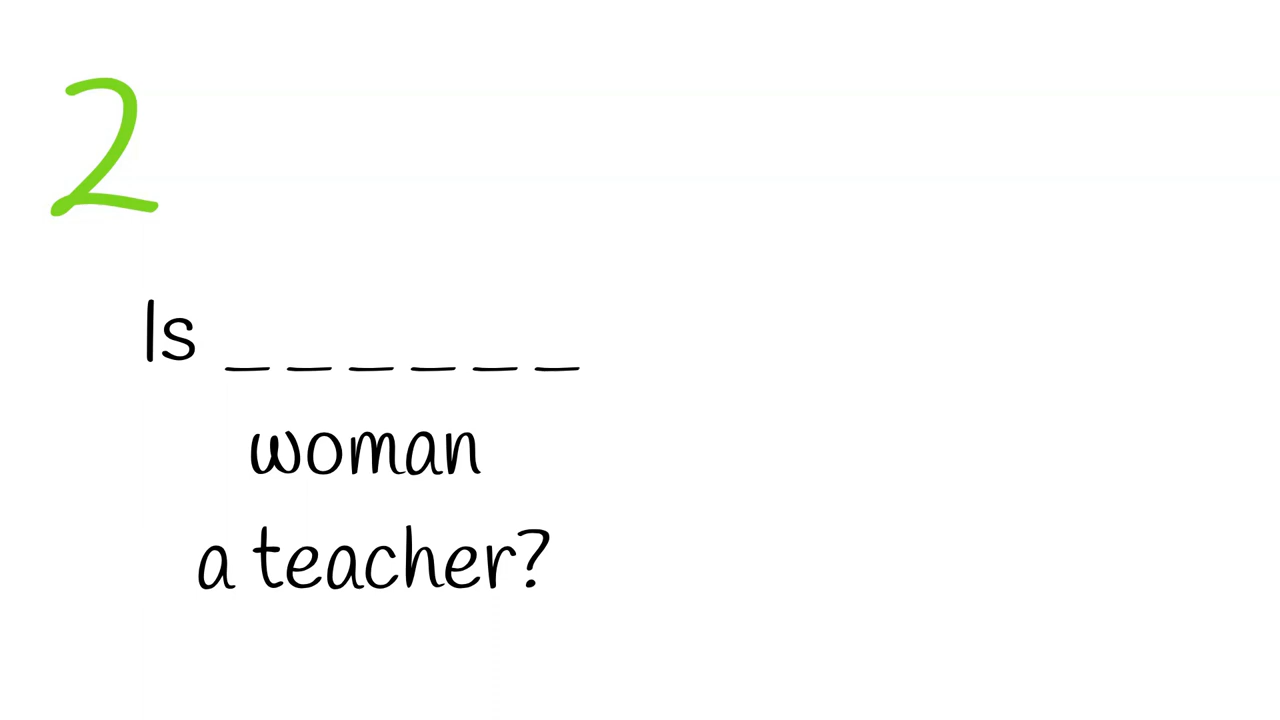 2
Is _ _ _ _ _ _
woman
a teacher?